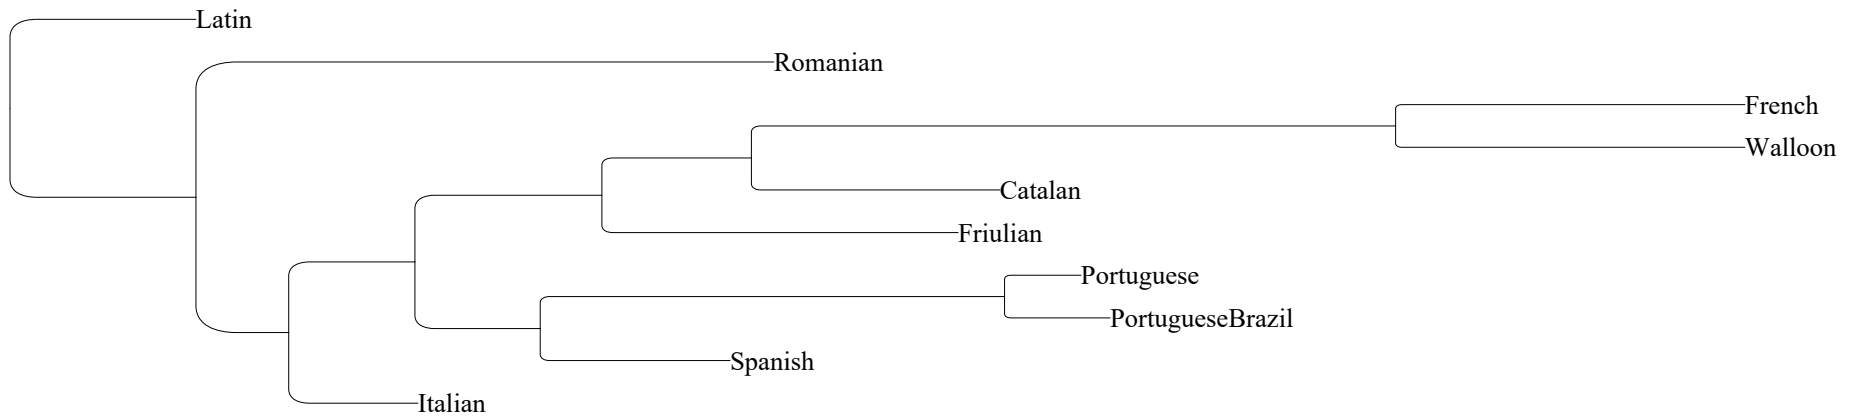 Latin
Romanian
French
Walloon
Catalan
Friulian
Portuguese
PortugueseBrazil
Spanish
Italian